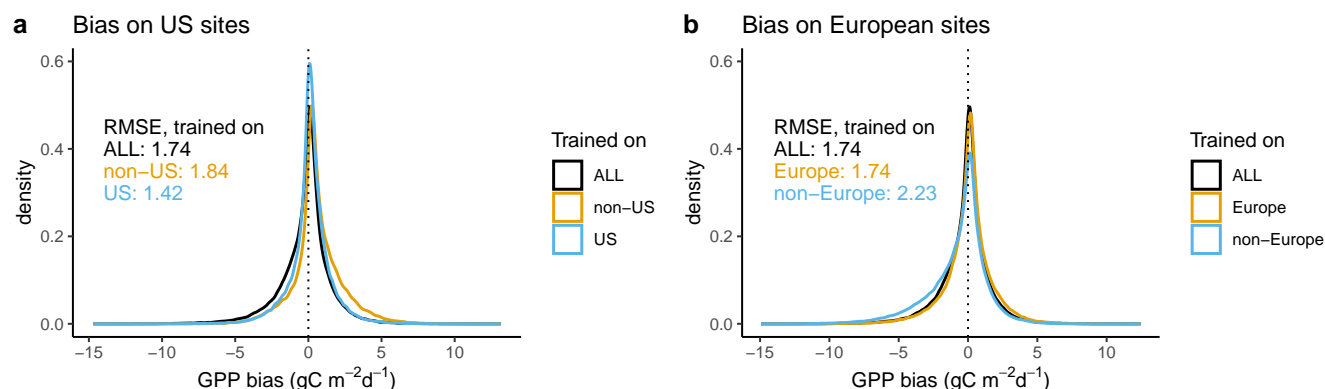 a Bias on US sites
0.6
0.4
0.2
0.0
density
RMSE, trained on
ALL: 1.74
non−US: 1.84
US: 1.42
−15 −10 −5 0 5 10
GPP bias (gC m⁻²d⁻¹)
Trained on
ALL
non−US
US
b Bias on European sites
0.6
0.4
0.2
0.0
density
RMSE, trained on
ALL: 1.74
Europe: 1.74
non−Europe: 2.23
−15 −10 −5 0 5 10
GPP bias (gC m⁻²d⁻¹)
Trained on
ALL
Europe
non−Europe